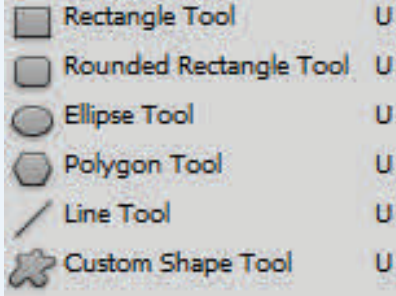 Rectangle Tool U
Rounded Rectangle Tool U
Ellipse Tool U
Polygon Tool U
Line Tool U
Custom Shape Tool U